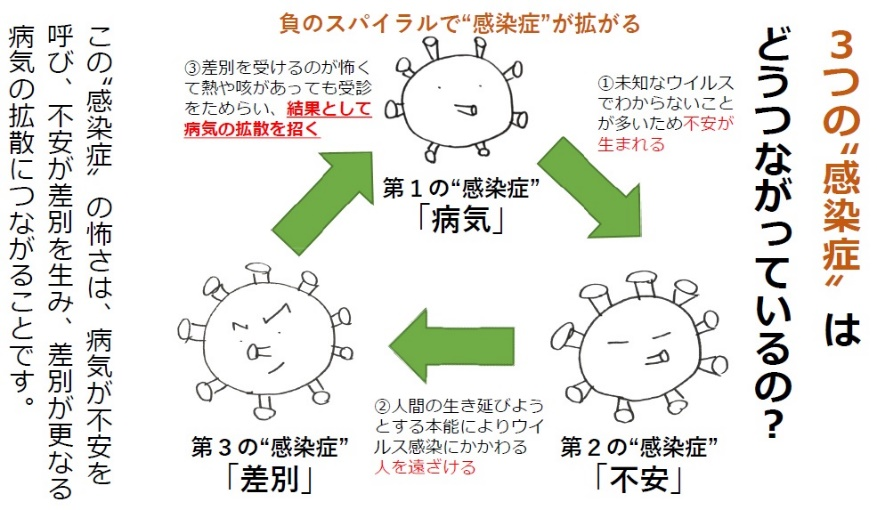 ３つの“感染症”は
どうつながっているの？
負のスパイラルで“感染症”が拡がる
①未知なウイルス
でわからないこと
が多いため不安が
生まれる
第１の“感染症”
「病気」
③差別を受けるのが怖く
て熱や咳があっても受診
をためらい、結果として
病気の拡散を招く
第２の“感染症”
「不安」
②人間の生き延びよう
とする本能によりウイ
ルス感染にかかわる
人を遠ざける
第３の“感染症”
「差別」
この“感染症”の怖さは、病気が不安を
呼び、不安が差別を生み、差別が更なる
病気の拡散につながることです。